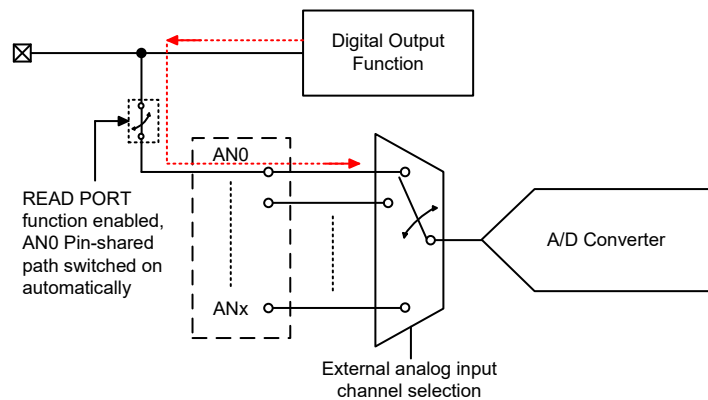 Digital Output
Function
AN0
READ PORT
function enabled,
AN0 Pin-shared
path switched on
automatically
A/D Converter
ANx
External analog input
channel selection